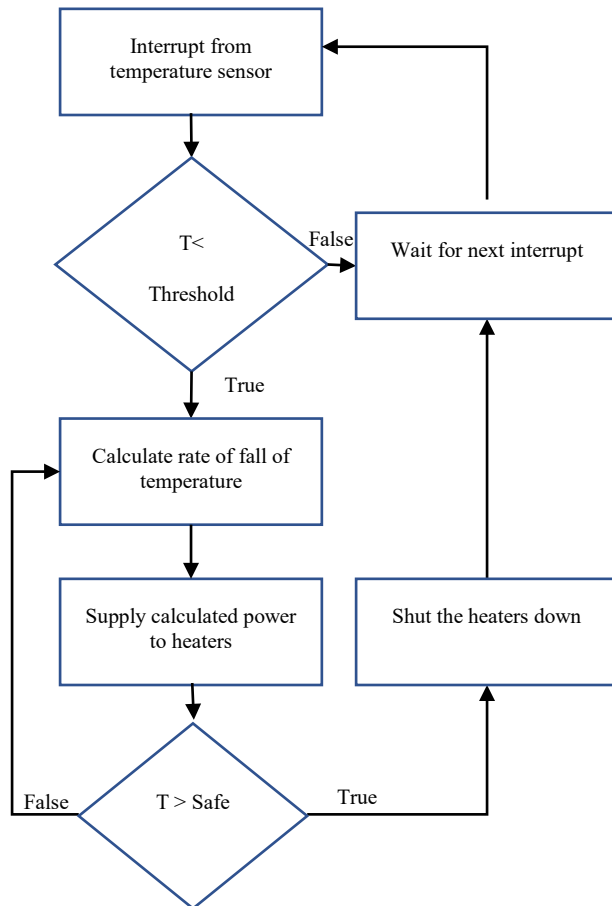 Interrupt from
temperature sensor
T<
Threshold
False
Wait for next interrupt
True
Calculate rate of fall of
temperature
Supply calculated power
to heaters
Shut the heaters down
T > Safe
False
True